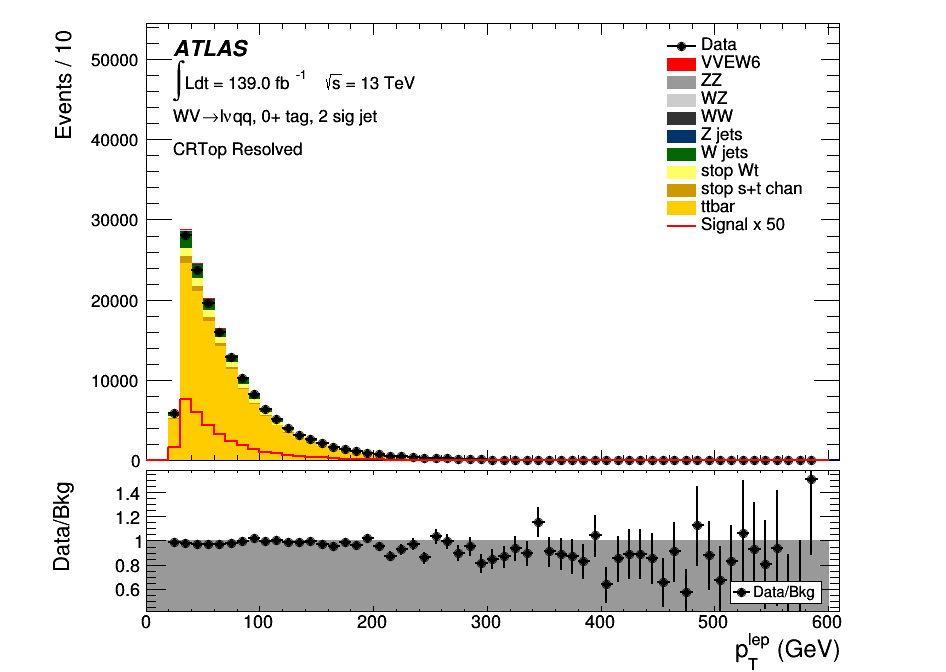 Events / 10
50000
40000
30000
20000
10000
0
ATLAS
∫Ldt = 139.0 fb⁻¹ √s = 13 TeV
WV→lνqq, 0+ tag, 2 sig jet
CRTop Resolved
Data
VVEW6
ZZ
WZ
WW
Z jets
W jets
stop Wt
stop s+t chan
ttbar
Signal x 50
Data/Bkg
1.4
1.2
1
0.8
0.6
Data/Bkg
0 100 200 300 400 500 600
p_T^lep (GeV)